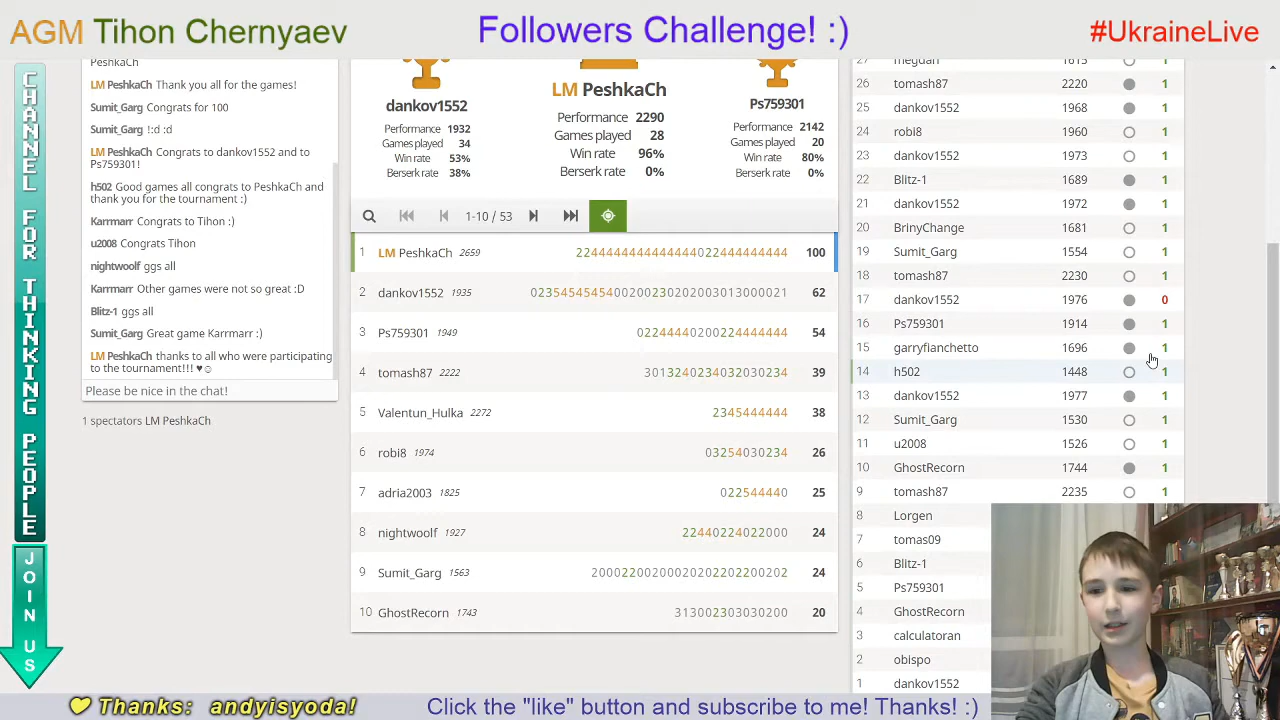 AGM Tihon Chernyaev
Followers Challenge! :)
#UkraineLive
CHANNEL FOR THINKING PEOPLE
JOIN US
PeshkaCh
LM PeshkaCh Thank you all for the games!
Sumit_Garg Congrats for 100
Sumit_Garg !:d :d
LM PeshkaCh Congrats to dankov1552 and to
Ps759301!
h502 Good games all congrats to PeshkaCh and
thank you for the tournament :)
Karrmarr Congrats to Tihon :)
u2008 Congrats Tihon
nightwoolf ggs all
Karrmarr Other games were not so great :D
Blitz-1 ggs all
Sumit_Garg Great game Karrmarr :)
LM PeshkaCh thanks to all who were participating
to the tournament!!! ♥☺
Please be nice in the chat!
1 spectators LM PeshkaCh
dankov1552
Performance 1932
Games played 34
Win rate 53%
Berserk rate 38%
LM PeshkaCh
Performance 2290
Games played 28
Win rate 96%
Berserk rate 0%
Ps759301
Performance 2142
Games played 20
Win rate 80%
Berserk rate 0%
1-10 / 53
1 LM PeshkaCh 2659 2244444444444444402244444444 100
2 dankov1552 1935 0235454545400200230202003013000021 62
3 Ps759301 1949 02244440200224444444 54
4 tomash87 2222 3013240234032030234 39
5 Valentun_Hulka 2272 2345444444 38
6 robi8 1974 03254030234 26
7 adria2003 1825 022544440 25
8 nightwoolf 1927 22440224022000 24
9 Sumit_Garg 1563 2000220020002020220220202 24
10 GhostRecorn 1743 313002303030200 20
27 meguan 1615 1
26 tomash87 2220 1
25 dankov1552 1968 1
24 robi8 1960 1
23 dankov1552 1973 1
22 Blitz-1 1689 1
21 dankov1552 1972 1
20 BrinyChange 1681 1
19 Sumit_Garg 1554 1
18 tomash87 2230 1
17 dankov1552 1976 0
16 Ps759301 1914 1
15 garryfianchetto 1696 1
14 h502 1448 1
13 dankov1552 1977 1
12 Sumit_Garg 1530 1
11 u2008 1526 1
10 GhostRecorn 1744 1
9 tomash87 2235 1
8 Lorgen
7 tomas09
6 Blitz-1
5 Ps759301
4 GhostRecorn
3 calculatoran
2 obispo
1 dankov1552
Thanks: andyisyoda!
Click the "like" button and subscribe to me! Thanks! :)